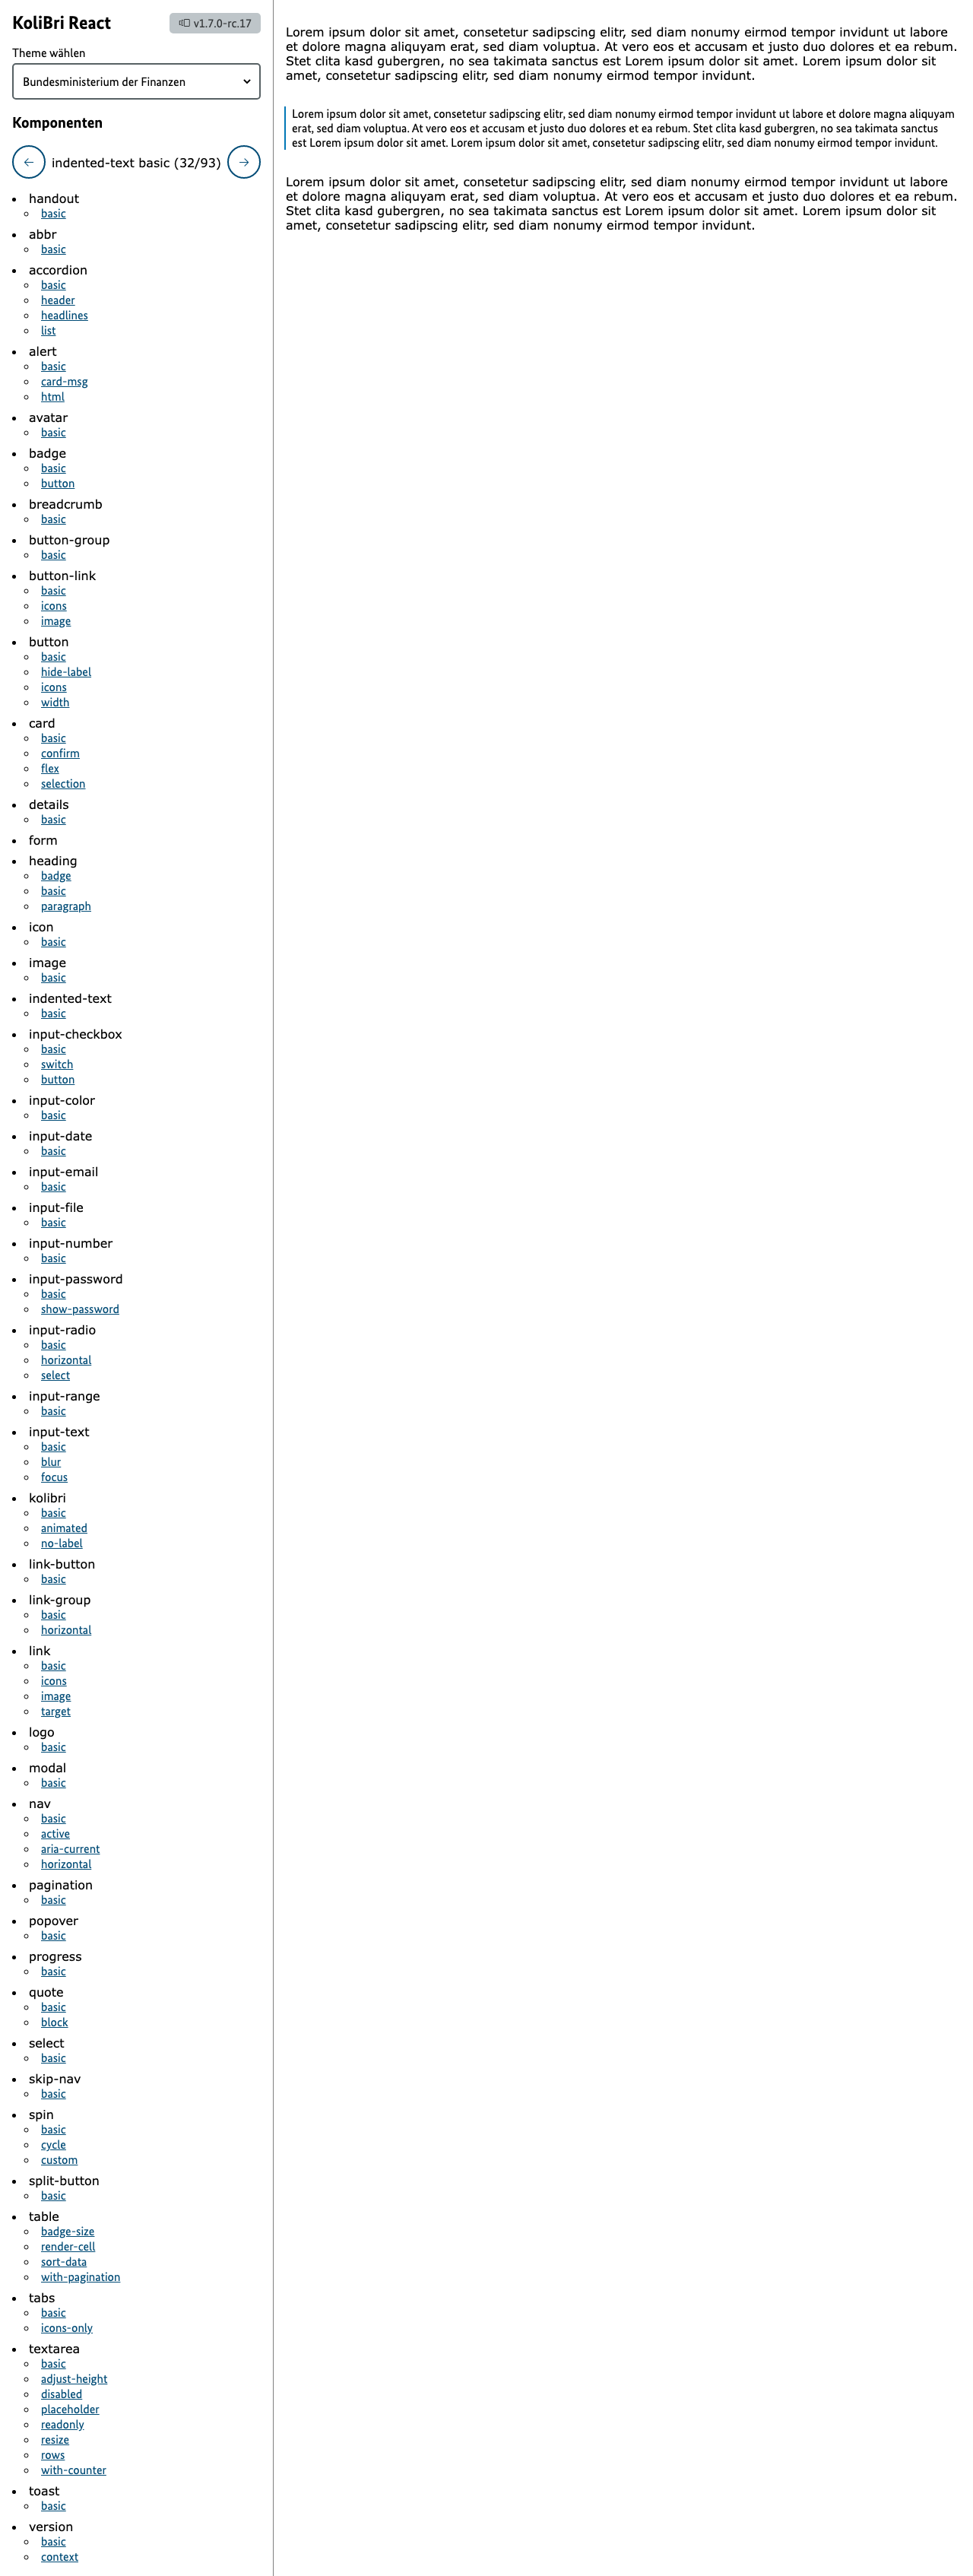 KoliBri React
v1.7.0-rc.17
Theme wählen
Bundesministerium der Finanzen
Komponenten
indented-text basic (32/93)
handout
basic
abbr
basic
accordion
basic
header
headlines
list
alert
basic
card-msg
html
avatar
basic
badge
basic
button
breadcrumb
basic
button-group
basic
button-link
basic
icons
image
button
basic
hide-label
icons
width
card
basic
confirm
flex
selection
details
basic
form
heading
badge
basic
paragraph
icon
basic
image
basic
indented-text
basic
input-checkbox
basic
switch
button
input-color
basic
input-date
basic
input-email
basic
input-file
basic
input-number
basic
input-password
basic
show-password
input-radio
basic
horizontal
select
input-range
basic
input-text
basic
blur
focus
kolibri
basic
animated
no-label
link-button
basic
link-group
basic
horizontal
link
basic
icons
image
target
logo
basic
modal
basic
nav
basic
active
aria-current
horizontal
pagination
basic
popover
basic
progress
basic
quote
basic
block
select
basic
skip-nav
basic
spin
basic
cycle
custom
split-button
basic
table
badge-size
render-cell
sort-data
with-pagination
tabs
basic
icons-only
textarea
basic
adjust-height
disabled
placeholder
readonly
resize
rows
with-counter
toast
basic
version
basic
context
Lorem ipsum dolor sit amet, consetetur sadipscing elitr, sed diam nonumy eirmod tempor invidunt ut labore
et dolore magna aliquyam erat, sed diam voluptua. At vero eos et accusam et justo duo dolores et ea rebum.
Stet clita kasd gubergren, no sea takimata sanctus est Lorem ipsum dolor sit amet. Lorem ipsum dolor sit
amet, consetetur sadipscing elitr, sed diam nonumy eirmod tempor invidunt.
Lorem ipsum dolor sit amet, consetetur sadipscing elitr, sed diam nonumy eirmod tempor invidunt ut labore et dolore magna aliquyam
erat, sed diam voluptua. At vero eos et accusam et justo duo dolores et ea rebum. Stet clita kasd gubergren, no sea takimata sanctus
est Lorem ipsum dolor sit amet. Lorem ipsum dolor sit amet, consetetur sadipscing elitr, sed diam nonumy eirmod tempor invidunt.
Lorem ipsum dolor sit amet, consetetur sadipscing elitr, sed diam nonumy eirmod tempor invidunt ut labore
et dolore magna aliquyam erat, sed diam voluptua. At vero eos et accusam et justo duo dolores et ea rebum.
Stet clita kasd gubergren, no sea takimata sanctus est Lorem ipsum dolor sit amet. Lorem ipsum dolor sit
amet, consetetur sadipscing elitr, sed diam nonumy eirmod tempor invidunt.